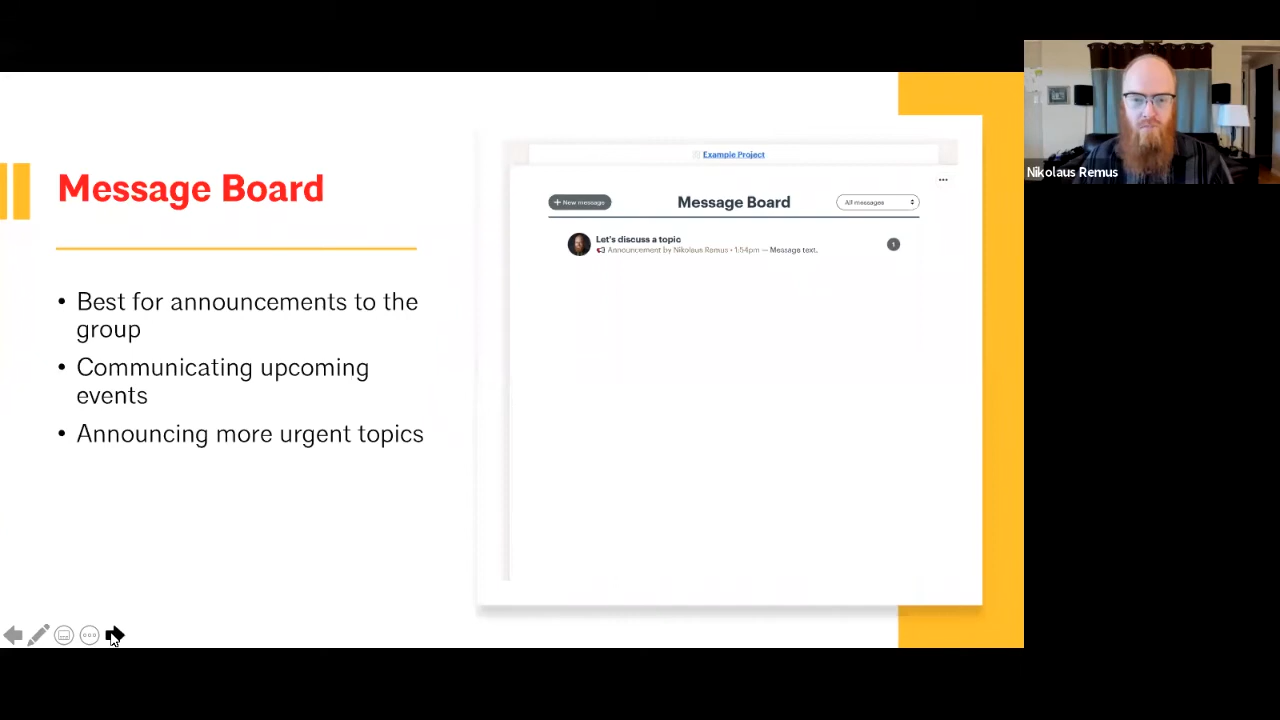 Message Board
• Best for announcements to the
group
• Communicating upcoming
events
• Announcing more urgent topics
Example Project
+ New message
Message Board
All messages
Let's discuss a topic
Announcement by Nikolaus Remus • 1:54pm — Message text.
1
Nikolaus Remus